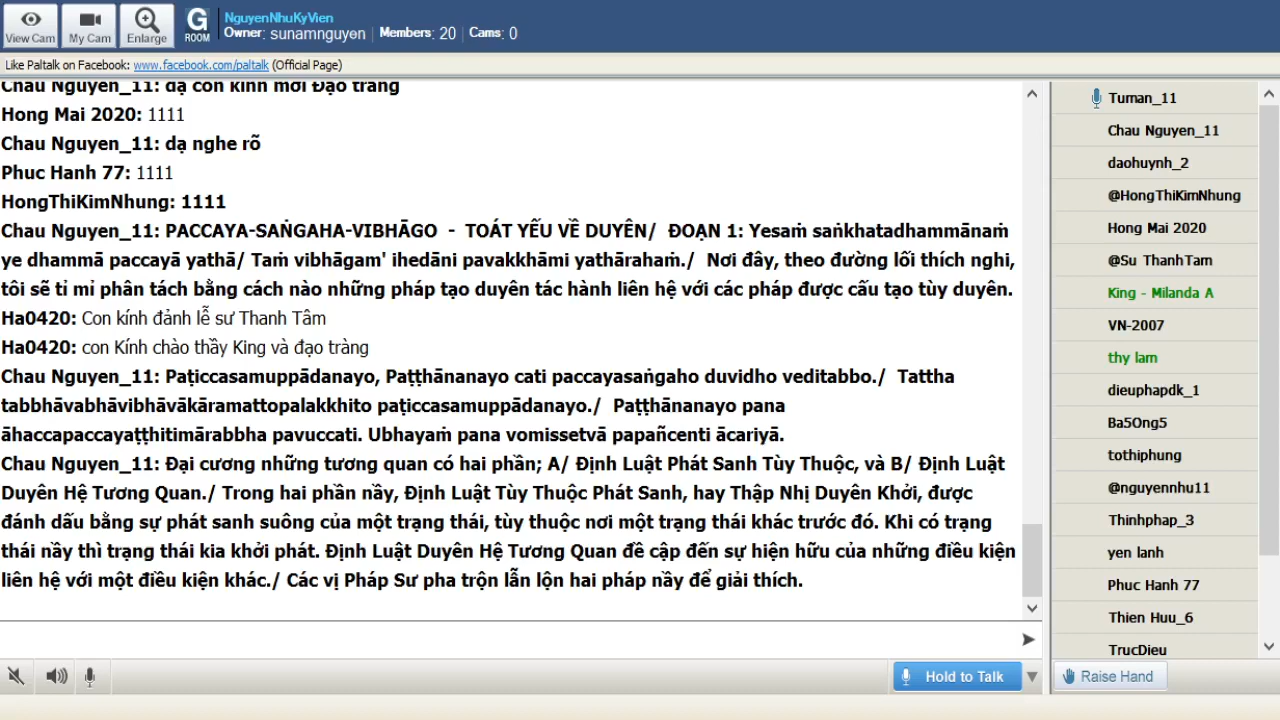 View Cam
My Cam
Enlarge
G
ROOM
NguyenNhuKyVien
Owner: sunamnguyen | Members: 20 | Cams: 0
Like Paltalk on Facebook: www.facebook.com/paltalk (Official Page)
Chau Nguyen_11: dạ con kính mời Đạo tràng
Hong Mai 2020: 1111
Chau Nguyen_11: dạ nghe rõ
Phuc Hanh 77: 1111
HongThiKimNhung: 1111
Chau Nguyen_11: PACCAYA-SAṄGAHA-VIBHĀGO - TOÁT YẾU VỀ DUYÊN/ ĐOẠN 1: Yesaṁ saṅkhatadhammānaṁ
ye dhammā paccayā yathā/ Taṁ vibhāgam' ihedāni pavakkhāmi yathārahaṁ./ Nơi đây, theo đường lối thích nghi,
tôi sẽ tỉ mỉ phân tách bằng cách nào những pháp tạo duyên tác hành liên hệ với các pháp được cấu tạo tùy duyên.
Ha0420: Con kính đảnh lễ sư Thanh Tâm
Ha0420: con Kính chào thầy King và đạo tràng
Chau Nguyen_11: Paṭiccasamuppādanayo, Paṭṭhānanayo cati paccayasaṅgaho duvidho veditabbo./ Tattha
tabbhāvabhāvibhāvākāramattopalakkhito paṭiccasamuppādanayo./ Paṭṭhānanayo pana
āhaccapaccayaṭṭhitimārabbha pavuccati. Ubhayaṁ pana vomissetvā papañcenti ācariyā.
Chau Nguyen_11: Đại cương những tương quan có hai phần; A/ Định Luật Phát Sanh Tùy Thuộc, và B/ Định Luật
Duyên Hệ Tương Quan./ Trong hai phần nầy, Định Luật Tùy Thuộc Phát Sanh, hay Thập Nhị Duyên Khởi, được
đánh dấu bằng sự phát sanh suông của một trạng thái, tùy thuộc nơi một trạng thái khác trước đó. Khi có trạng
thái nầy thì trạng thái kia khởi phát. Định Luật Duyên Hệ Tương Quan đề cập đến sự hiện hữu của những điều kiện
liên hệ với một điều kiện khác./ Các vị Pháp Sư pha trộn lẫn lộn hai pháp nầy để giải thích.
Hold to Talk
Tuman_11
Chau Nguyen_11
daohuynh_2
@HongThiKimNhung
Hong Mai 2020
@Su ThanhTam
King - Milanda A
VN-2007
thy lam
dieuphapdk_1
Ba5Ong5
tothiphung
@nguyennhu11
Thinhphap_3
yen lanh
Phuc Hanh 77
Thien Huu_6
TrucDieu
Raise Hand